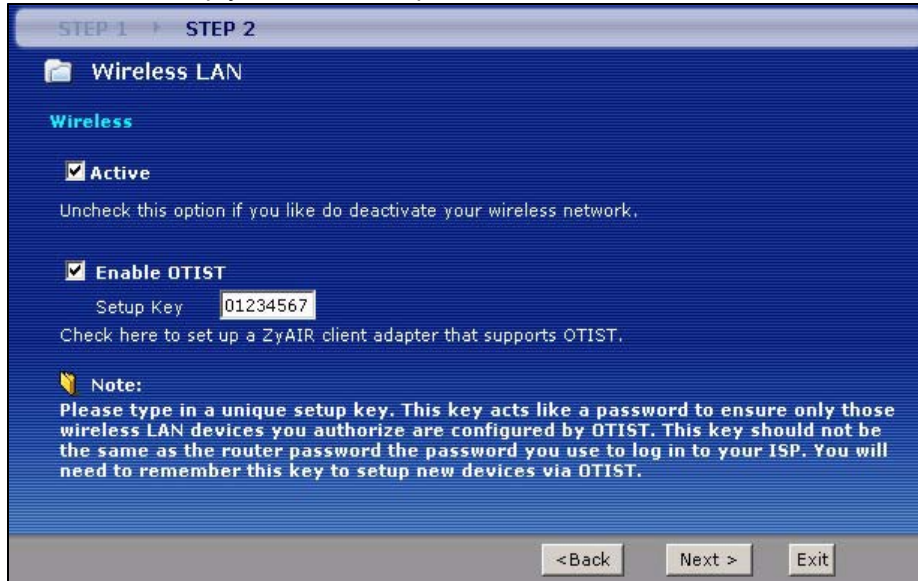 STEP 1 STEP 2
Wireless LAN
Wireless
Active
Uncheck this option if you like do deactivate your wireless network.
Enable OTIST
Setup Key 01234567
Check here to set up a ZyAIR client adapter that supports OTIST.
Note:
Please type in a unique setup key. This key acts like a password to ensure only those
wireless LAN devices you authorize are configured by OTIST. This key should not be
the same as the router password the password you use to log in to your ISP. You will
need to remember this key to setup new devices via OTIST.
<Back Next > Exit